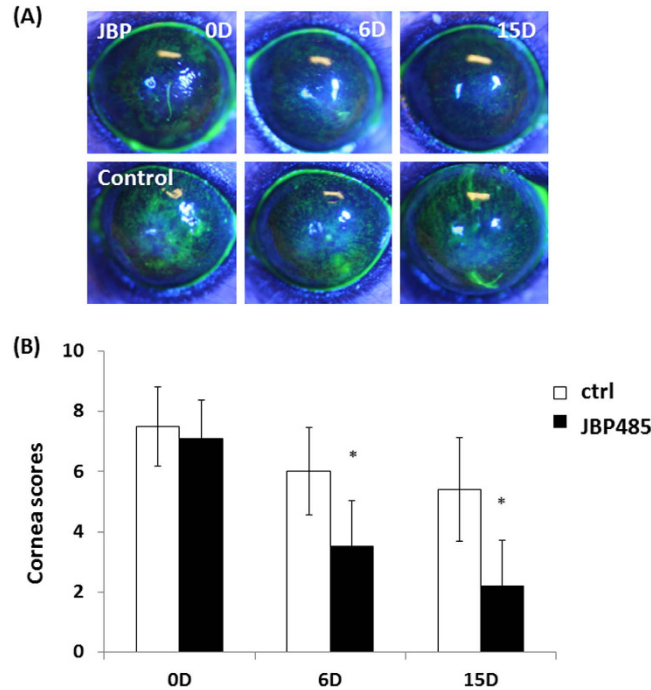 (A)
JBP 0D 6D 15D
Control
(B)
10
8
6
4
2
0
Cornea scores
* *
0D 6D 15D
ctrl
JBP485